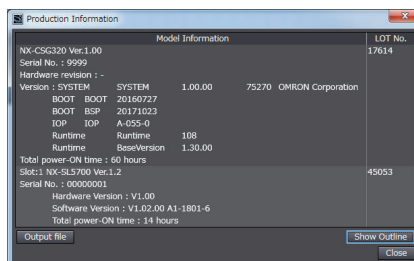 Production Information
Model Information LOT No.
NX-CSG320 Ver.1.00 17614
Serial No. : 9999
Hardware revision : -
Version : SYSTEM SYSTEM 1.00.00 75270 OMRON Corporation
BOOT BOOT 20160727
BOOT BSP 20171023
IOP IOP A-055-0
Runtime Runtime 108
Runtime BaseVersion 1.30.00
Total power-ON time : 60 hours
Slot:1 NX-SL5700 Ver.1.2 45053
Serial No. : 00000001
Hardware Version : V1.00
Software Version : V1.02.00 A1-1801-6
Total power-ON time : 14 hours
Output file Show Outline
Close